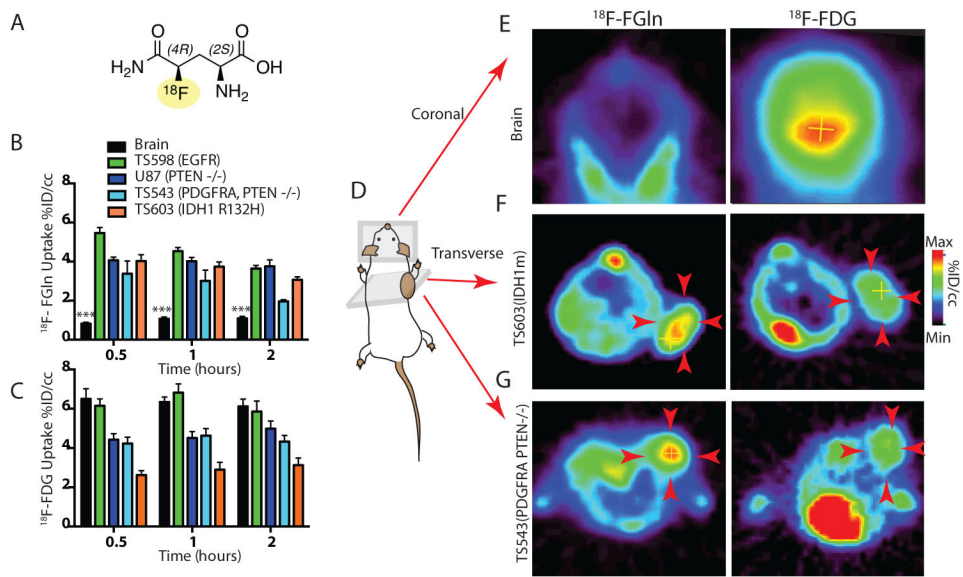 A
(4R)
(2S)
O
O
H₂N
OH
¹⁸F
NH₂
B
Brain
TS598 (EGFR)
U87 (PTEN -/-)
TS543 (PDGFRA, PTEN -/-)
TS603 (IDH1 R132H)
¹⁸F- FGln Uptake %ID/cc
8
6
4
2
0
***
***
***
0.5
1
2
Time (hours)
C
¹⁸F-FDG Uptake %ID/cc
8
6
4
2
0
0.5
1
2
Time (hours)
D
Coronal
Transverse
E
¹⁸F-FGln
¹⁸F-FDG
Brain
F
TS603(IDH1m)
Max
%ID/cc
Min
G
TS543(PDGFRA PTEN-/-)